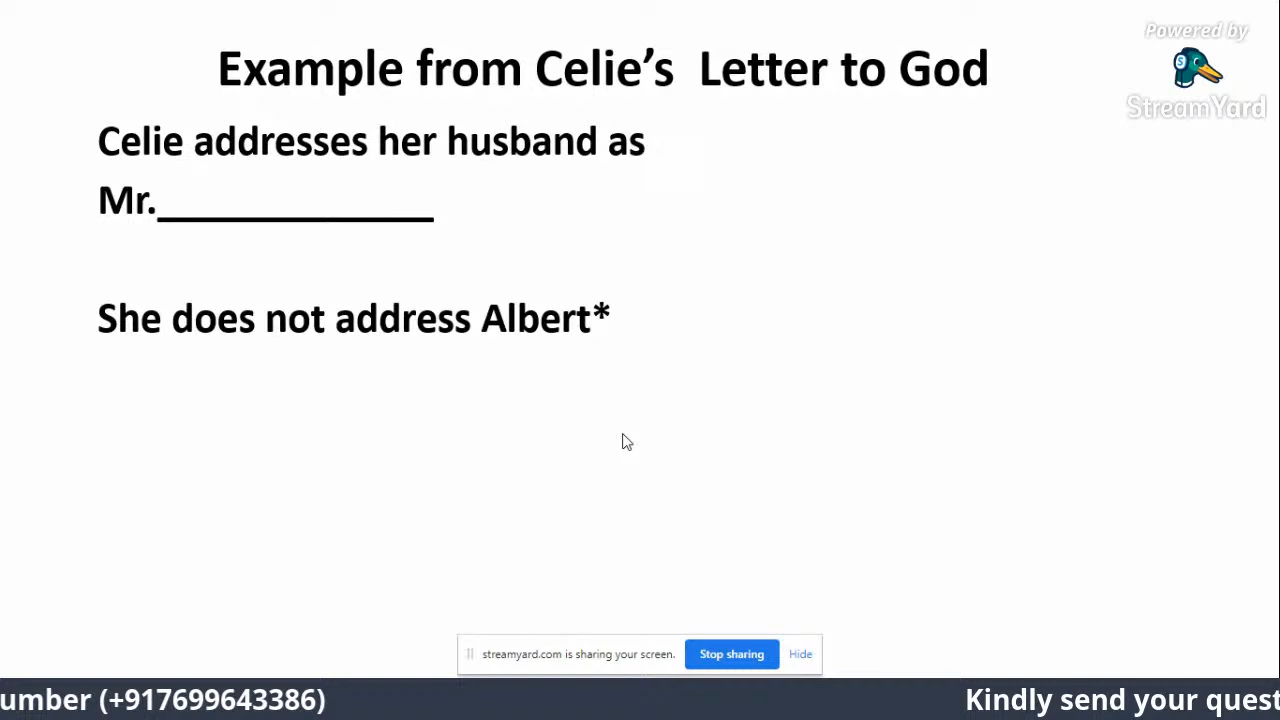 Powered by
StreamYard
Example from Celie’s Letter to God
Celie addresses her husband as
Mr.______________
She does not address Albert*
streamyard.com is sharing your screen. Stop sharing Hide
umber (+917699643386) Kindly send your quest